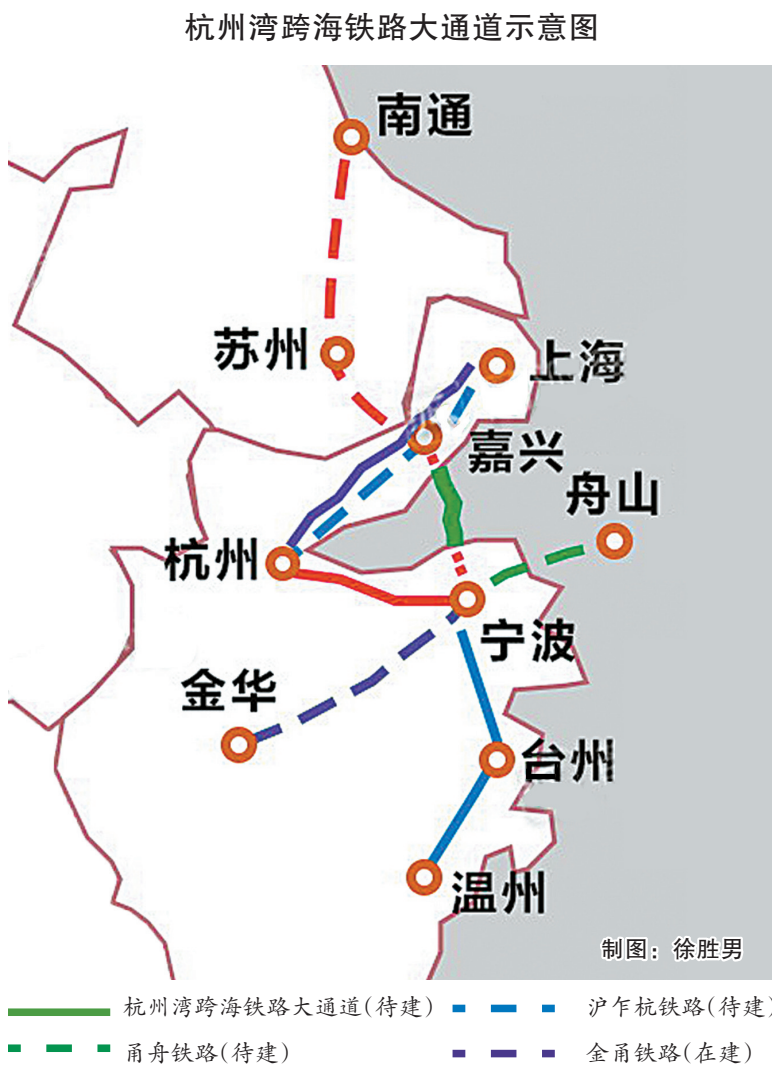 杭州湾跨海铁路大通道示意图
南通
苏州
上海
嘉兴
舟山
杭州
宁波
金华
台州
温州
制图：徐胜男
杭州湾跨海铁路大通道(待建)
沪乍杭铁路(待建)
甬舟铁路(待建)
金甬铁路(在建)